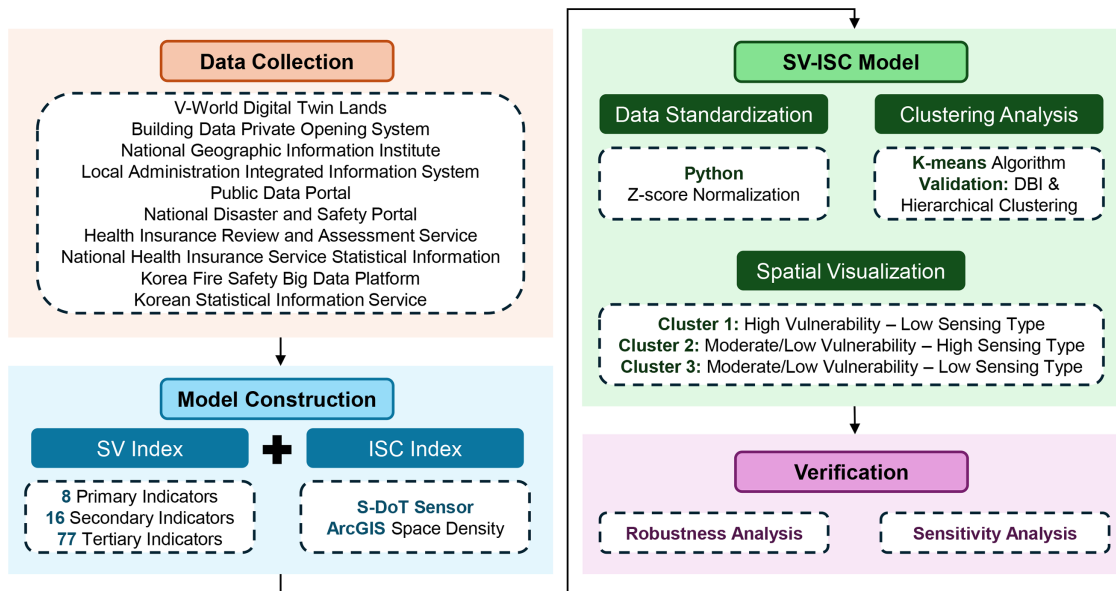 Data Collection
V-World Digital Twin Lands
Building Data Private Opening System
National Geographic Information Institute
Local Administration Integrated Information System
Public Data Portal
National Disaster and Safety Portal
Health Insurance Review and Assessment Service
National Health Insurance Service Statistical Information
Korea Fire Safety Big Data Platform
Korean Statistical Information Service
Model Construction
SV Index
ISC Index
8 Primary Indicators
16 Secondary Indicators
77 Tertiary Indicators
S-DoT Sensor
ArcGIS Space Density
SV-ISC Model
Data Standardization
Python
Z-score Normalization
Clustering Analysis
K-means Algorithm
Validation: DBI &
Hierarchical Clustering
Spatial Visualization
Cluster 1: High Vulnerability – Low Sensing Type
Cluster 2: Moderate/Low Vulnerability – High Sensing Type
Cluster 3: Moderate/Low Vulnerability – Low Sensing Type
Verification
Robustness Analysis
Sensitivity Analysis